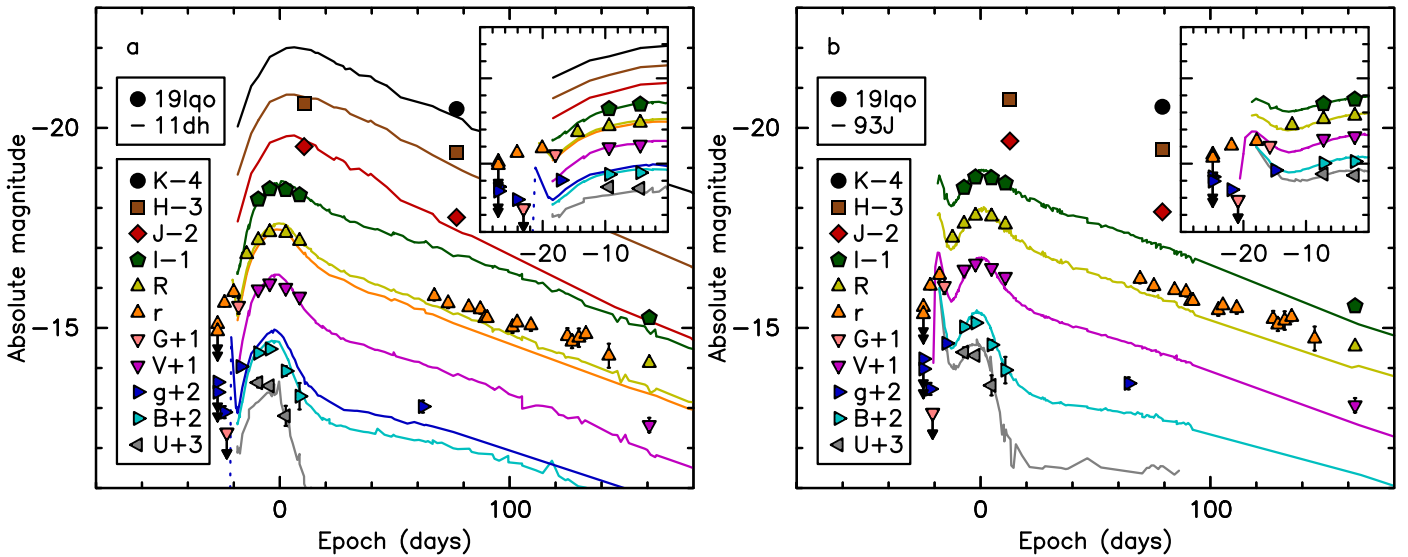 a
19lqo
– 11dh
K–4
H–3
J–2
I–1
R
r
G+1
V+1
g+2
B+2
U+3
–20
–15
Absolute magnitude
0
100
Epoch (days)
–20
–10
b
19lqo
– 93J
K–4
H–3
J–2
I–1
R
r
G+1
V+1
g+2
B+2
U+3
–20
–15
Absolute magnitude
0
100
Epoch (days)
–20
–10